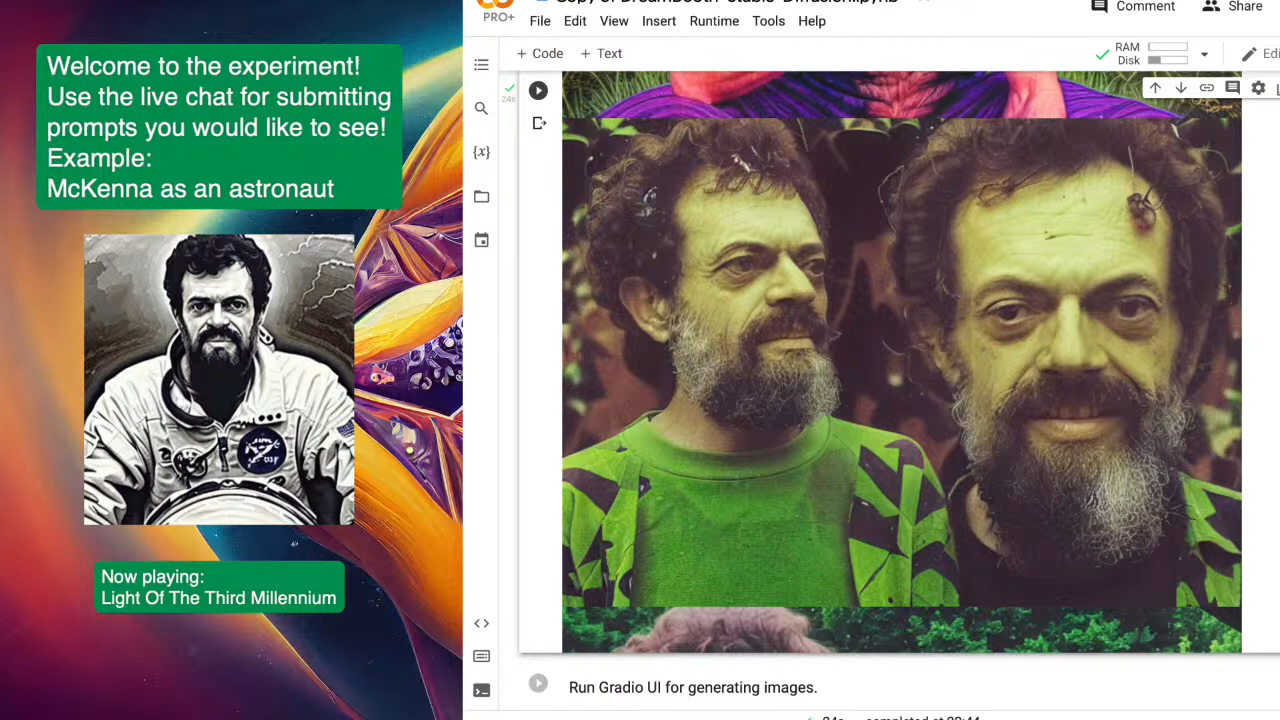 Welcome to the experiment!
Use the live chat for submitting
prompts you would like to see!
Example:
McKenna as an astronaut
Now playing:
Light Of The Third Millennium
PRO+
File Edit View Insert Runtime Tools Help
Comment Share
+ Code + Text
RAM
Disk
24s
{x}
Run Gradio UI for generating images.